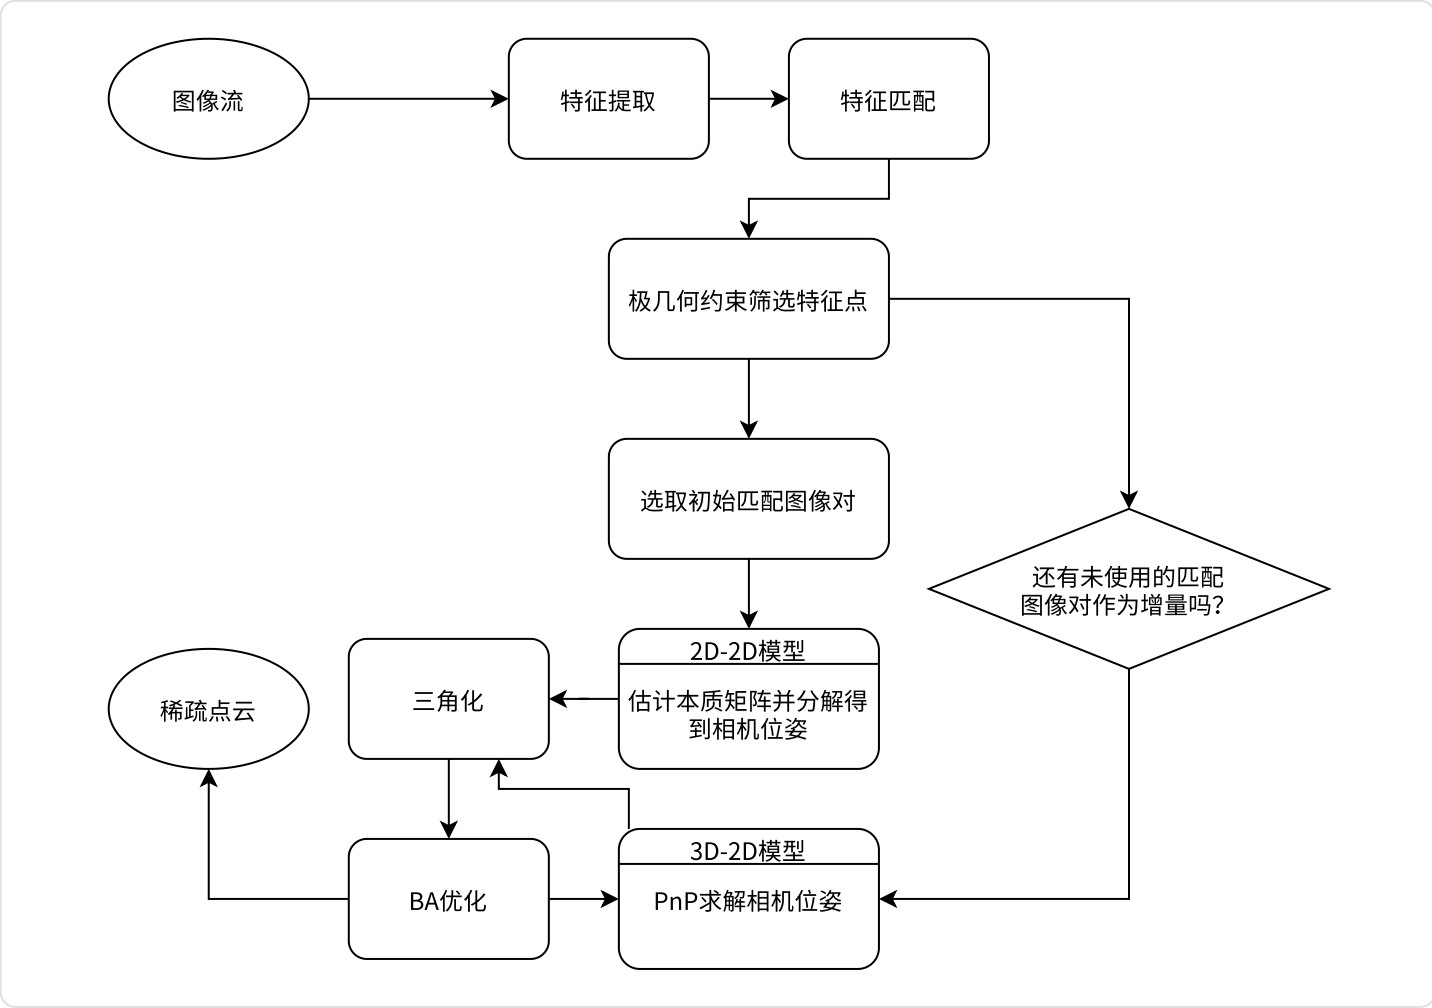 图像流
特征提取
特征匹配
极几何约束筛选特征点
选取初始匹配图像对
还有未使用的匹配
图像对作为增量吗?
2D-2D模型
估计本质矩阵并分解得
到相机位姿
三角化
稀疏点云
3D-2D模型
PnP求解相机位姿
BA优化